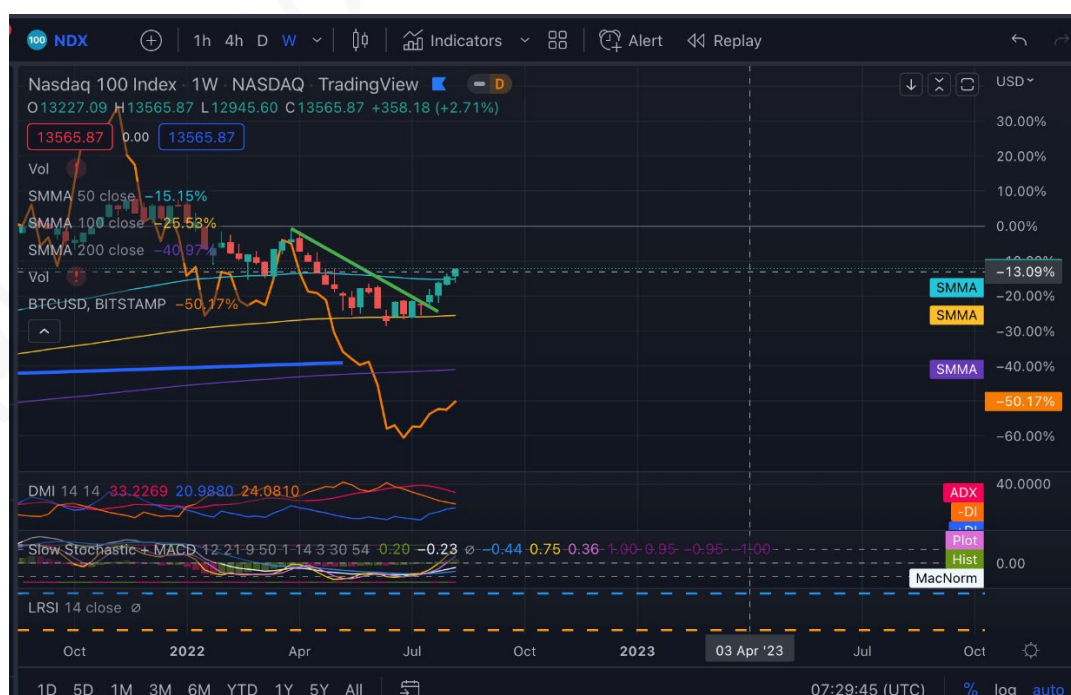 100 NDX 1h 4h D W Indicators Alert Replay
Nasdaq 100 Index · 1W · NASDAQ · TradingView D
USD
O13227.09 H13565.87 L12945.60 C13565.87 +358.18 (+2.71%)
13565.87 0.00 13565.87
Vol !
SMMA 50 close −15.15%
SMMA 100 close −25.53%
SMMA 200 close −40.97%
Vol !
BTCUSD, BITSTAMP −50.17%
30.00%
20.00%
10.00%
0.00%
−13.09%
SMMA −20.00%
SMMA
−30.00%
SMMA −40.00%
−50.17%
−60.00%
DMI 14 14 33.2269 20.9880 24.0810
40.0000
ADX
-DI
+DI
Slow Stochastic + MACD 12 21 9 50 1 14 3 30 54 0.20 −0.23 ∅ −0.44 0.75 0.36 1.00 0.95 −0.95 −1.00
Plot
Hist 0.00
MacNorm
LRSI 14 close ∅
Oct 2022 Apr Jul Oct 2023 03 Apr '23 Jul Oct
1D 5D 1M 3M 6M YTD 1Y 5Y All 07:29:45 (UTC) % log auto